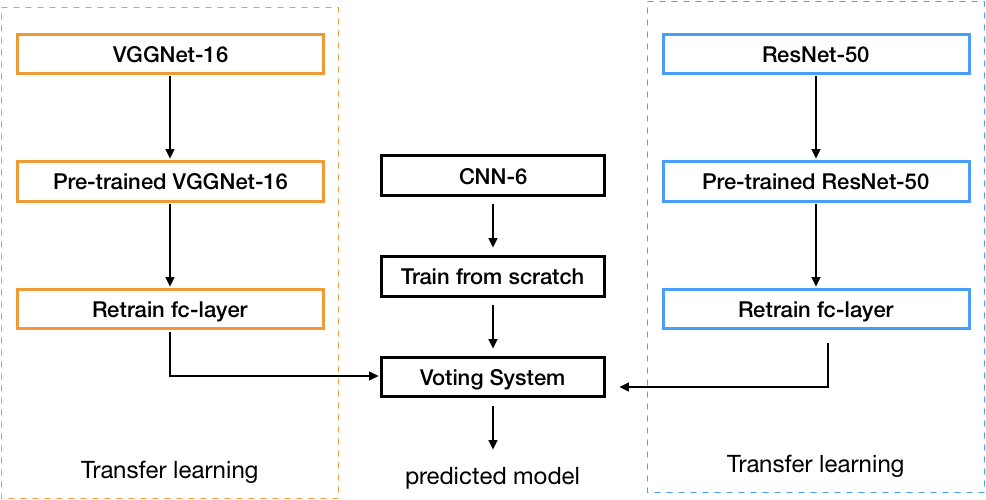 VGGNet-16
Pre-trained VGGNet-16
Retrain fc-layer
Transfer learning
CNN-6
Train from scratch
Voting System
predicted model
ResNet-50
Pre-trained ResNet-50
Retrain fc-layer
Transfer learning